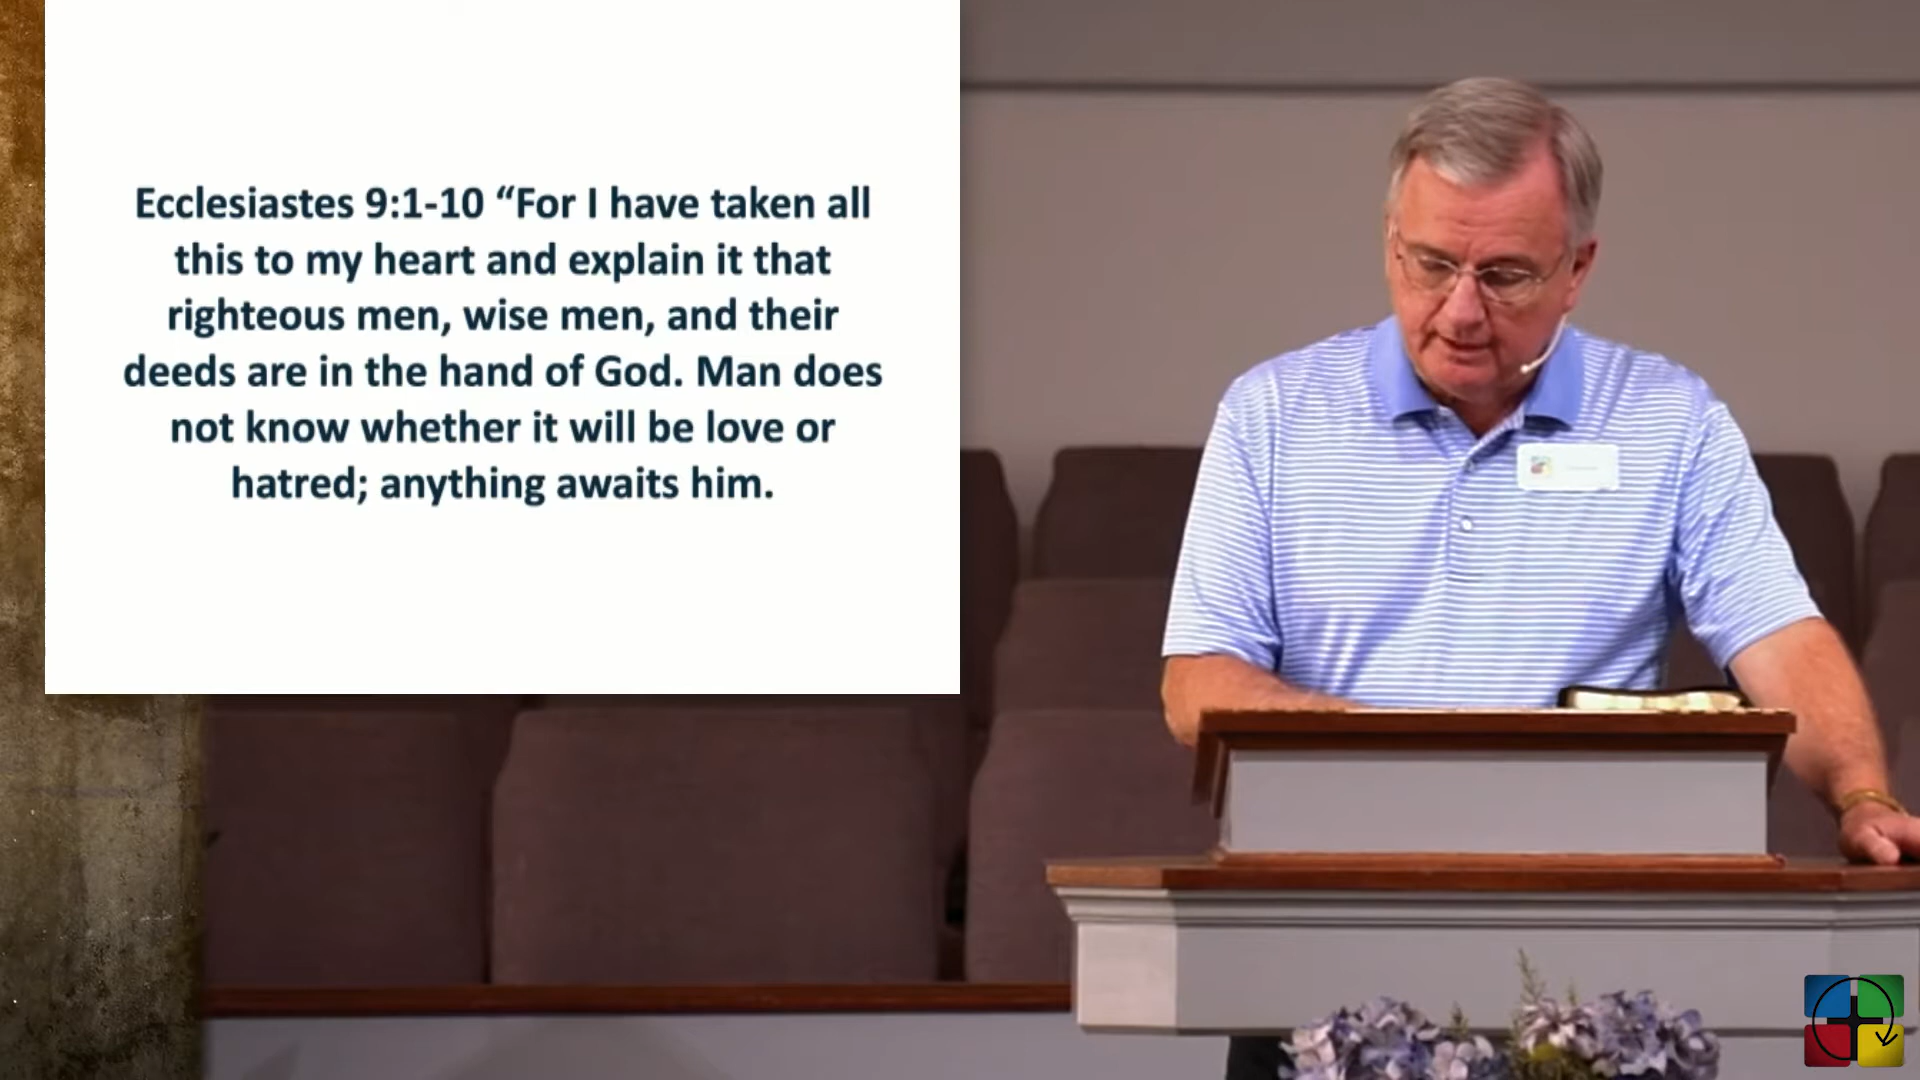 Ecclesiastes 9:1-10 “For I have taken all
this to my heart and explain it that
righteous men, wise men, and their
deeds are in the hand of God. Man does
not know whether it will be love or
hatred; anything awaits him.